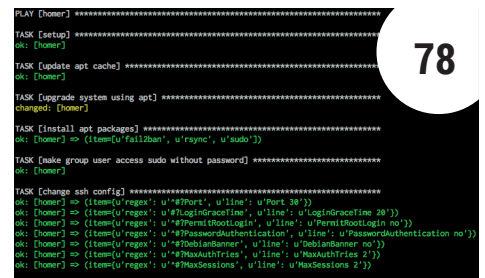 PLAY [homer] **************************************************************
78
TASK [setup] **************************************************************
ok: [homer]
TASK [update apt cache] ***************************************************
ok: [homer]
TASK [upgrade system using apt] *******************************************
changed: [homer]
TASK [install apt packages] ***********************************************
ok: [homer] => (item=[u'fail2ban', u'rsync', u'sudo'])
TASK [make group user access sudo without password] ***********************
ok: [homer]
TASK [change ssh config] **************************************************
ok: [homer] => (item={u'regex': u'^#?Port', u'line': u'Port 30'})
ok: [homer] => (item={u'regex': u'^#?LoginGraceTime', u'line': u'LoginGraceTime 20'})
ok: [homer] => (item={u'regex': u'^#?PermitRootLogin', u'line': u'PermitRootLogin no'})
ok: [homer] => (item={u'regex': u'^#?PasswordAuthentication', u'line': u'PasswordAuthentication no'})
ok: [homer] => (item={u'regex': u'^#?DebianBanner', u'line': u'DebianBanner no'})
ok: [homer] => (item={u'regex': u'^#?MaxAuthTries', u'line': u'MaxAuthTries 2'})
ok: [homer] => (item={u'regex': u'^#?MaxSessions', u'line': u'MaxSessions 2'})